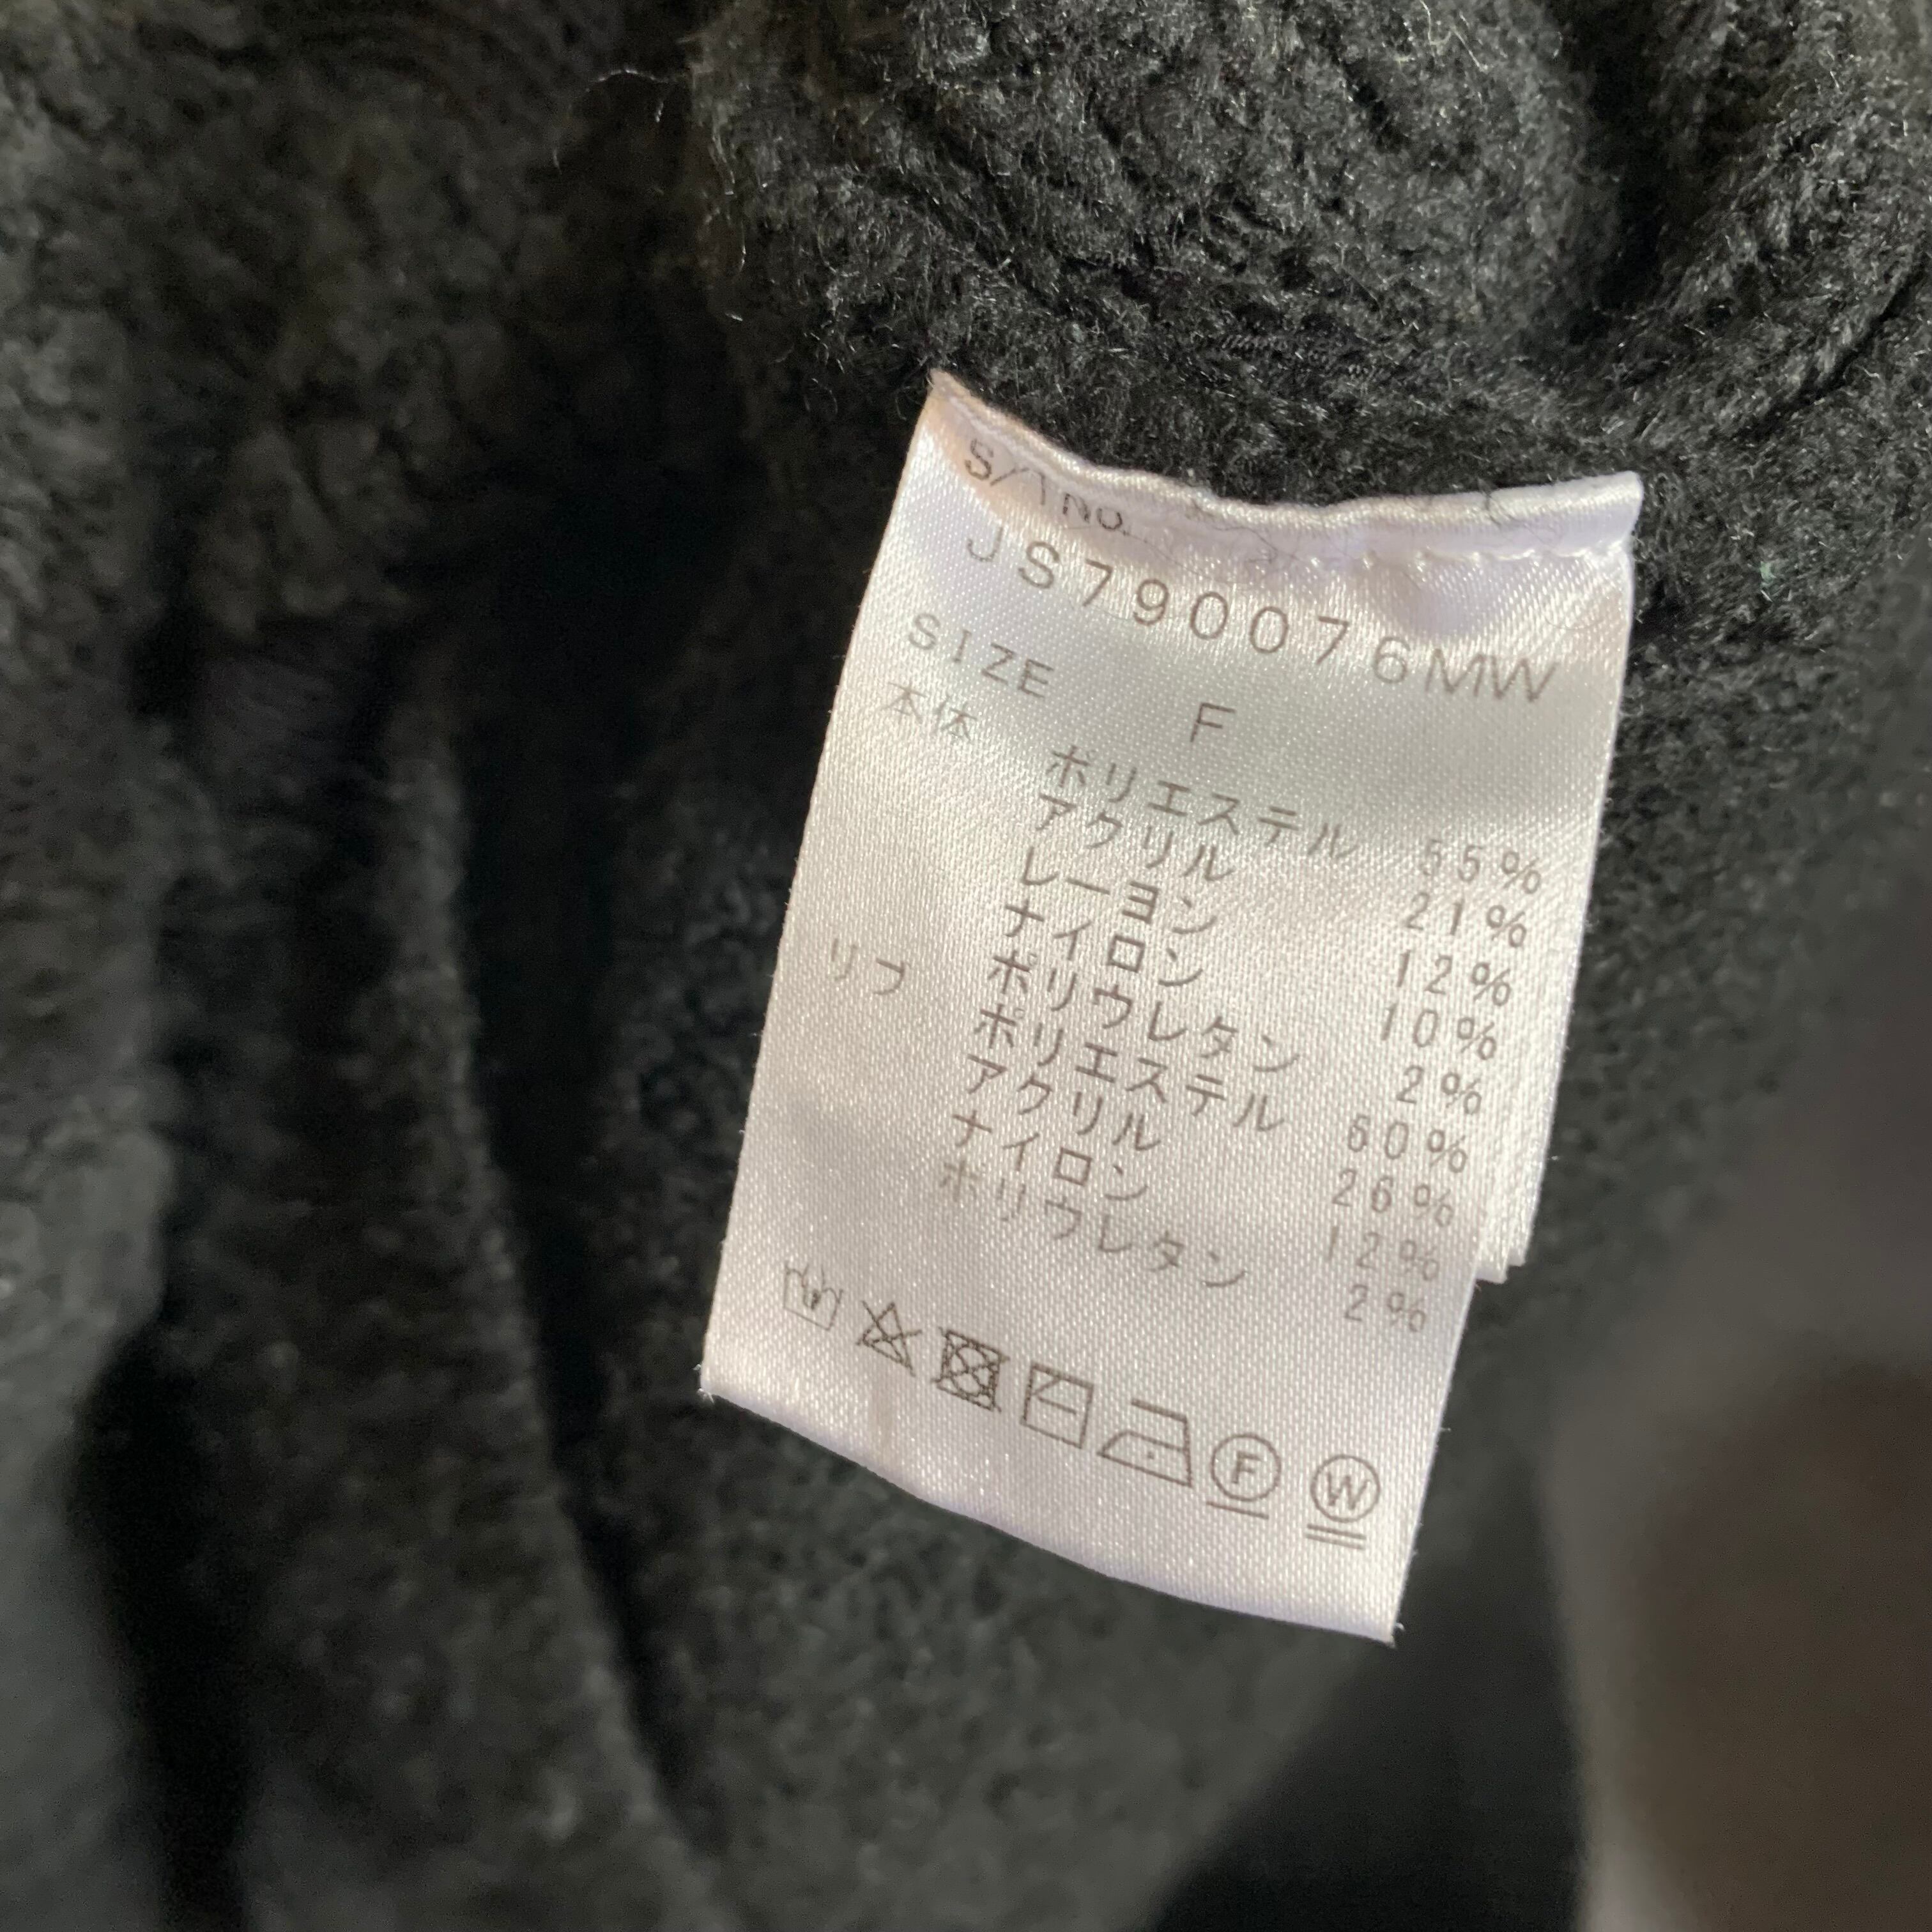 S/T NO.
JS790076MW
SIZE F
本体 ポリエステル 55%
アクリル 21%
レーヨン 12%
ナイロン 10%
ポリウレタン 2%
リブ ポリエステル 60%
アクリル 26%
ナイロン 12%
ポリウレタン 2%
F W